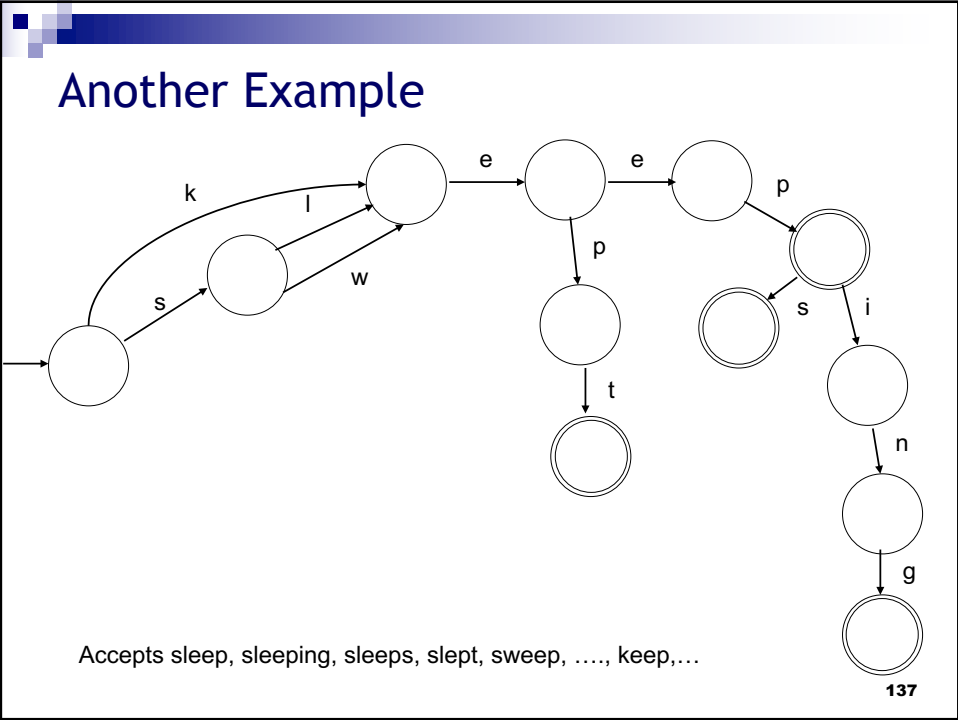 Another Example
e
e
k
l
p
w
p
s
s
i
t
n
g
Accepts sleep, sleeping, sleeps, slept, sweep, …., keep,…
137